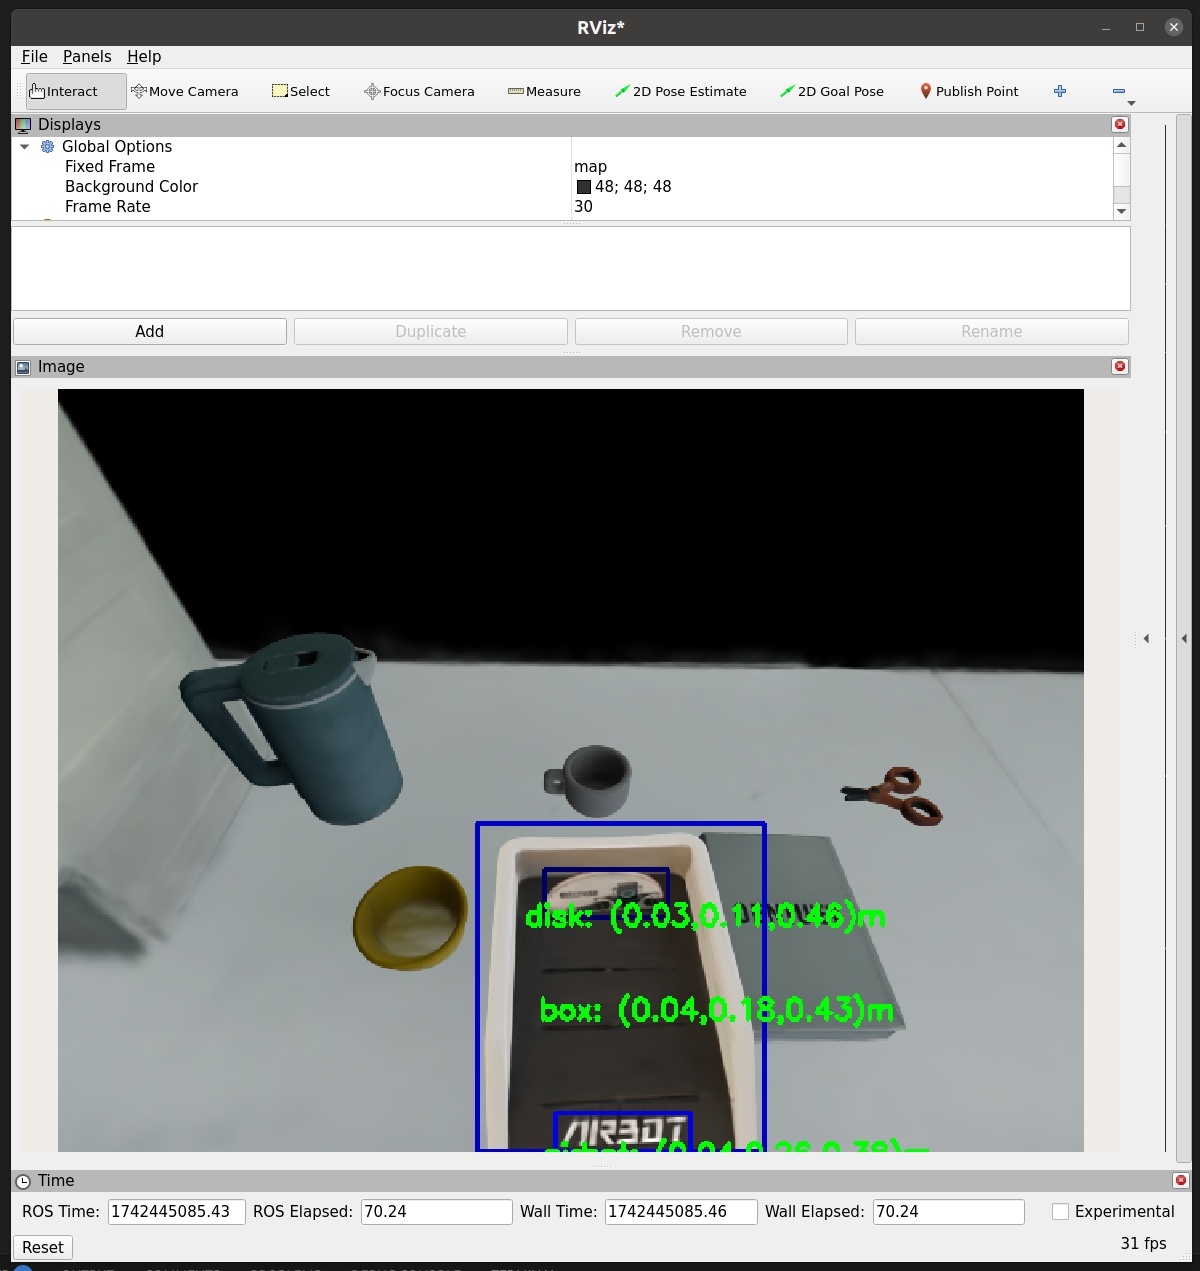 RViz*
File Panels Help
Interact Move Camera Select Focus Camera Measure 2D Pose Estimate 2D Goal Pose Publish Point
Displays
Global Options
Fixed Frame map
Background Color 48; 48; 48
Frame Rate 30
Add Duplicate Remove Rename
Image
disk: (0.03,0.11,0.46)m
box: (0.04,0.18,0.43)m
AIRBOT
Time
ROS Time: 1742445085.43 ROS Elapsed: 70.24 Wall Time: 1742445085.46 Wall Elapsed: 70.24 Experimental
Reset 31 fps